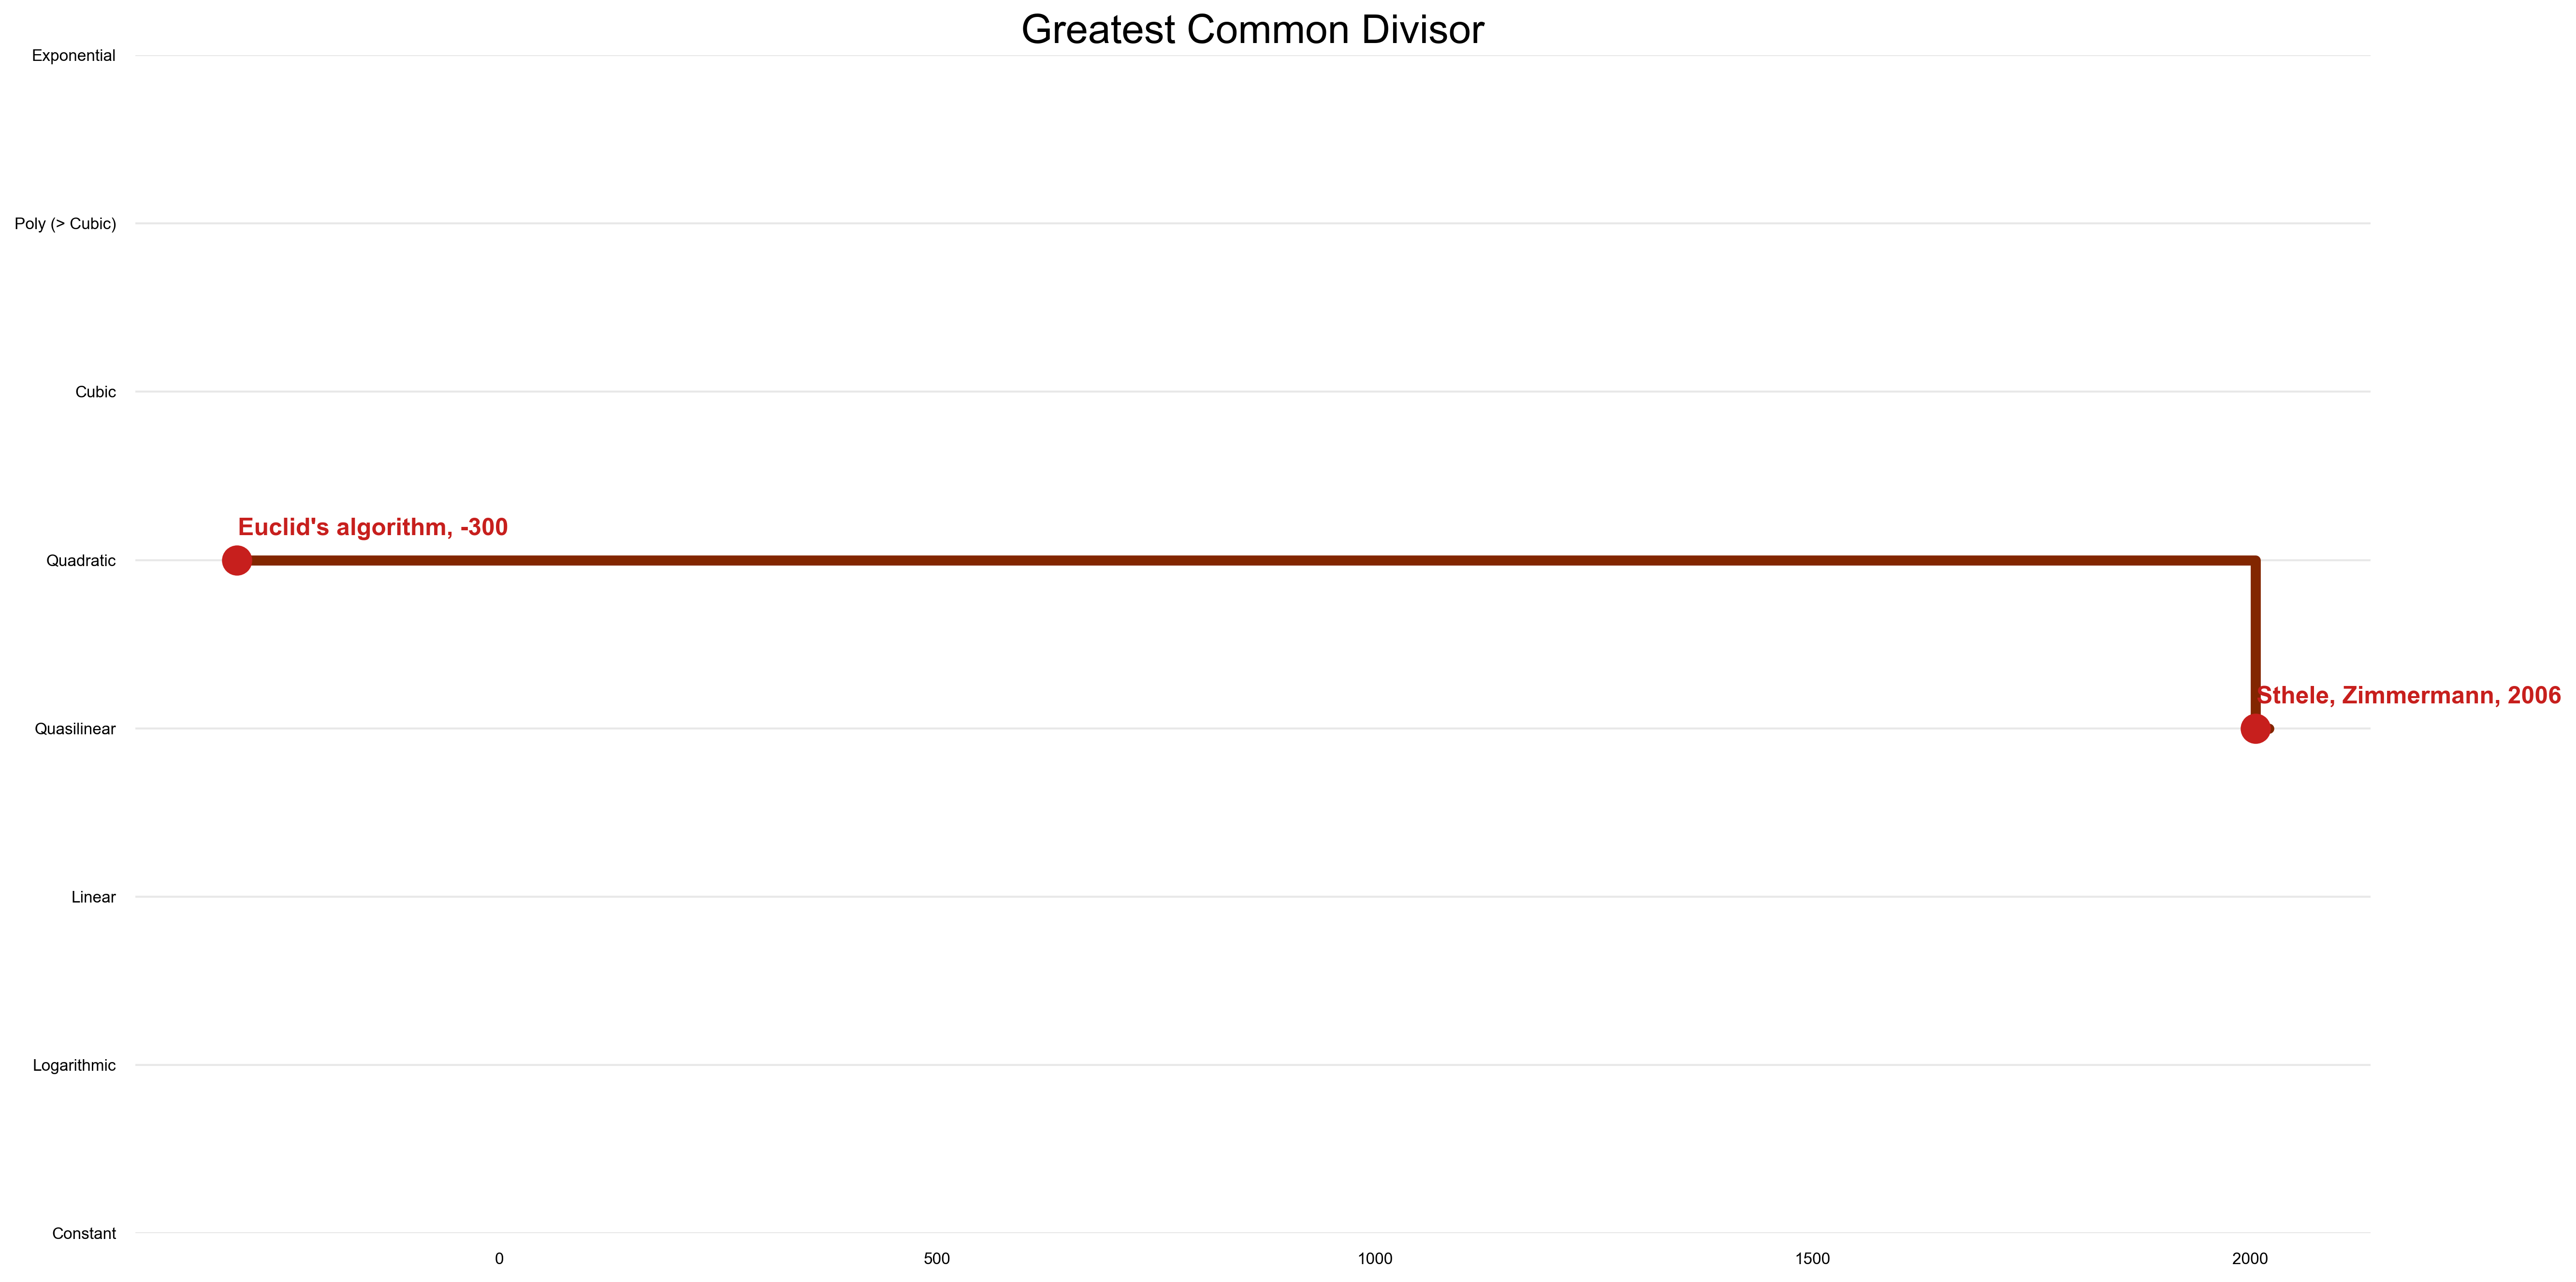 Greatest Common Divisor
Exponential
Poly (> Cubic)
Cubic
Euclid's algorithm, -300
Quadratic
Sthele, Zimmermann, 2006
Quasilinear
Linear
Logarithmic
Constant
0 500 1000 1500 2000